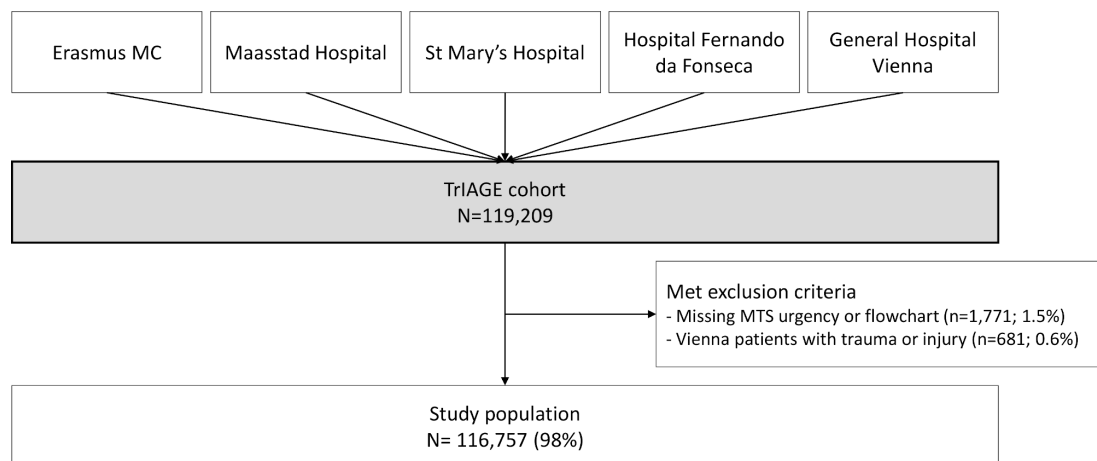 Erasmus MC
Maasstad Hospital
St Mary’s Hospital
Hospital Fernando
da Fonseca
General Hospital
Vienna
TrIAGE cohort
N=119,209
Met exclusion criteria
- Missing MTS urgency or flowchart (n=1,771; 1.5%)
- Vienna patients with trauma or injury (n=681; 0.6%)
Study population
N= 116,757 (98%)